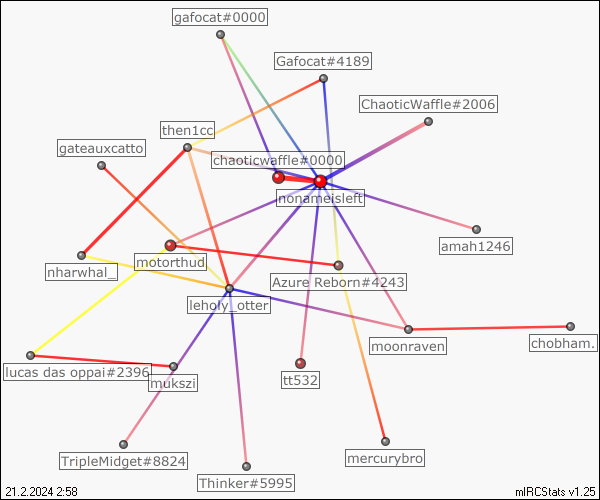 gafocat#0000
Gafocat#4189
ChaoticWaffle#2006
then1cc
gateauxcatto
chaoticwaffle#0000
nonameisleft
amah1246
motorthud
nharwhal_
Azure Reborn#4243
leholy_otter
moonraven
chobham.
lucas das oppai#2396
mukszi
tt532
mercurybro
TripleMidget#8824
Thinker#5995
21.2.2024 2:58
mIRCStats v1.25